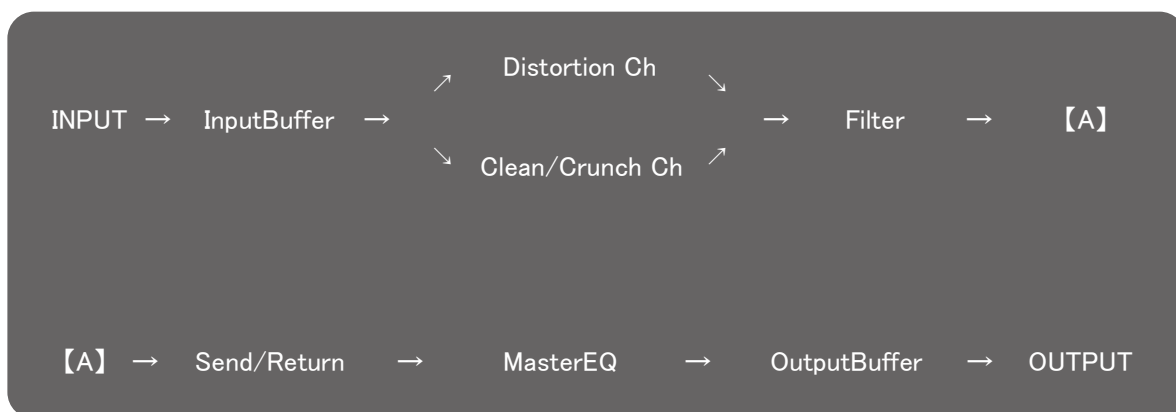 Distortion Ch
↗ ↘
INPUT → InputBuffer → → Filter → 【A】
↘ ↗
Clean/Crunch Ch
【A】 → Send/Return → MasterEQ → OutputBuffer → OUTPUT